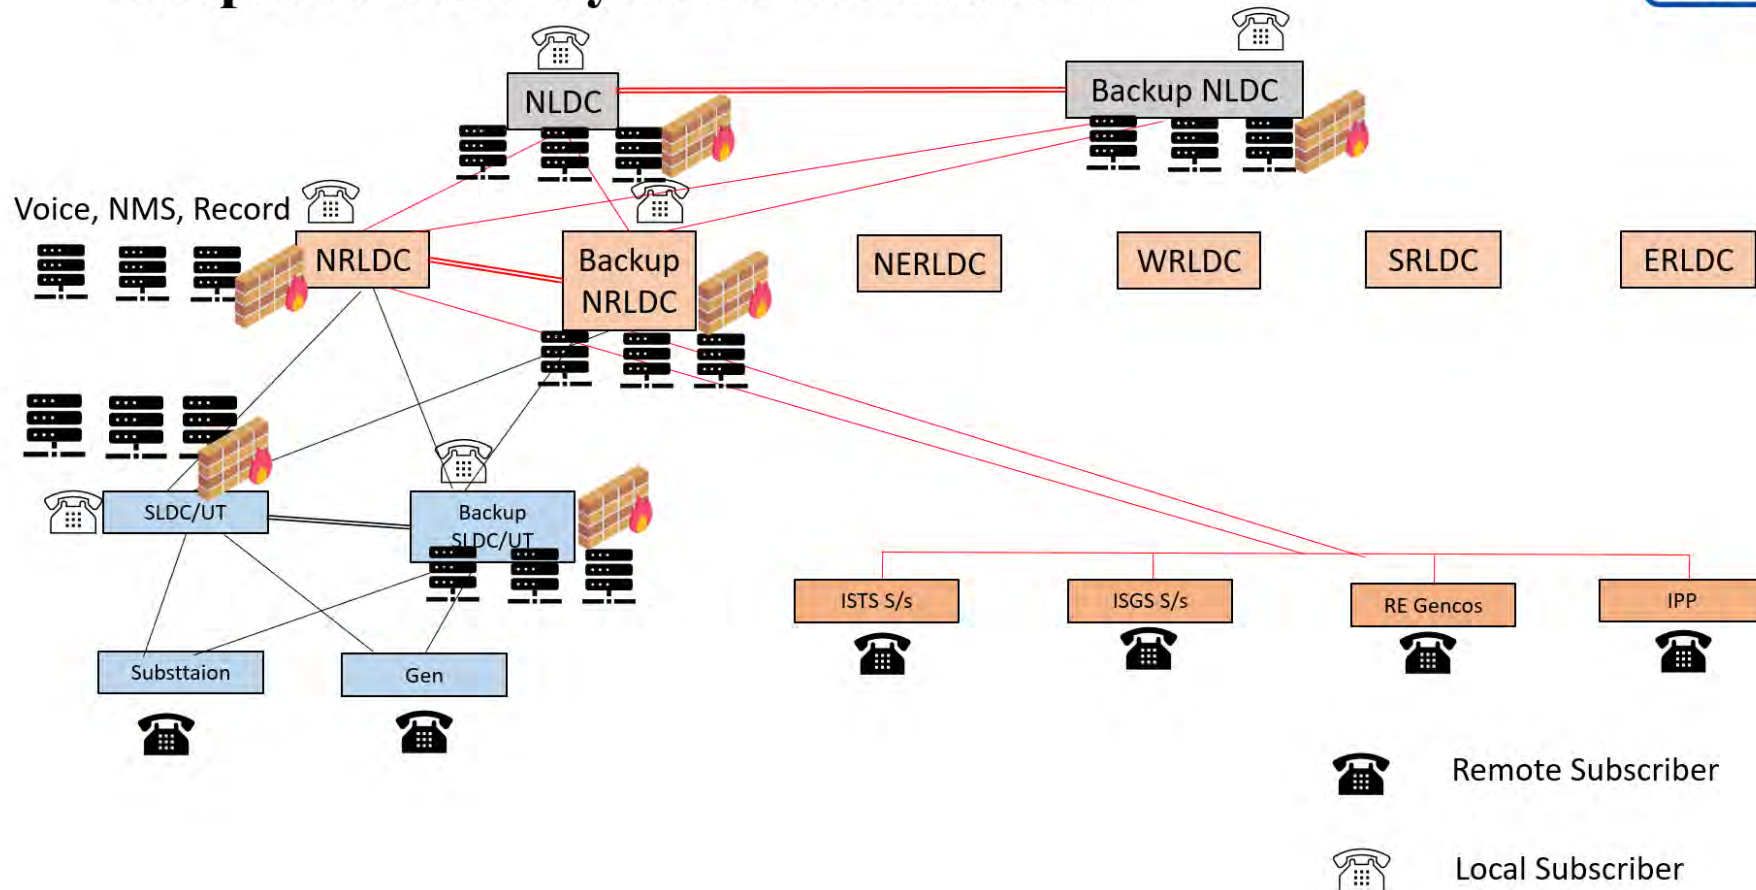 NLDC
Backup NLDC
Voice, NMS, Record
NRLDC
Backup
NRLDC
NERLDC
WRLDC
SRLDC
ERLDC
SLDC/UT
Backup
SLDC/UT
ISTS S/s
ISGS S/s
RE Gencos
IPP
Substtaion
Gen
Remote Subscriber
Local Subscriber